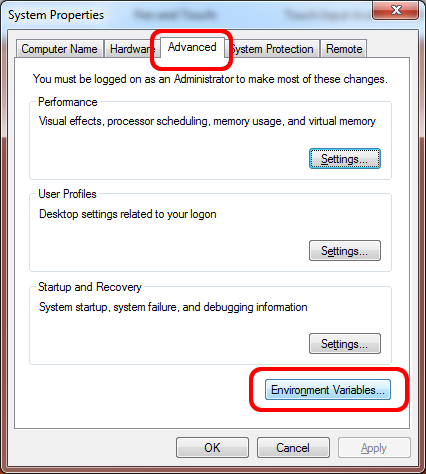 System Properties
Computer Name Hardware Advanced System Protection Remote
You must be logged on as an Administrator to make most of these changes.
Performance
Visual effects, processor scheduling, memory usage, and virtual memory
Settings...
User Profiles
Desktop settings related to your logon
Settings...
Startup and Recovery
System startup, system failure, and debugging information
Settings...
Environment Variables...
OK Cancel Apply